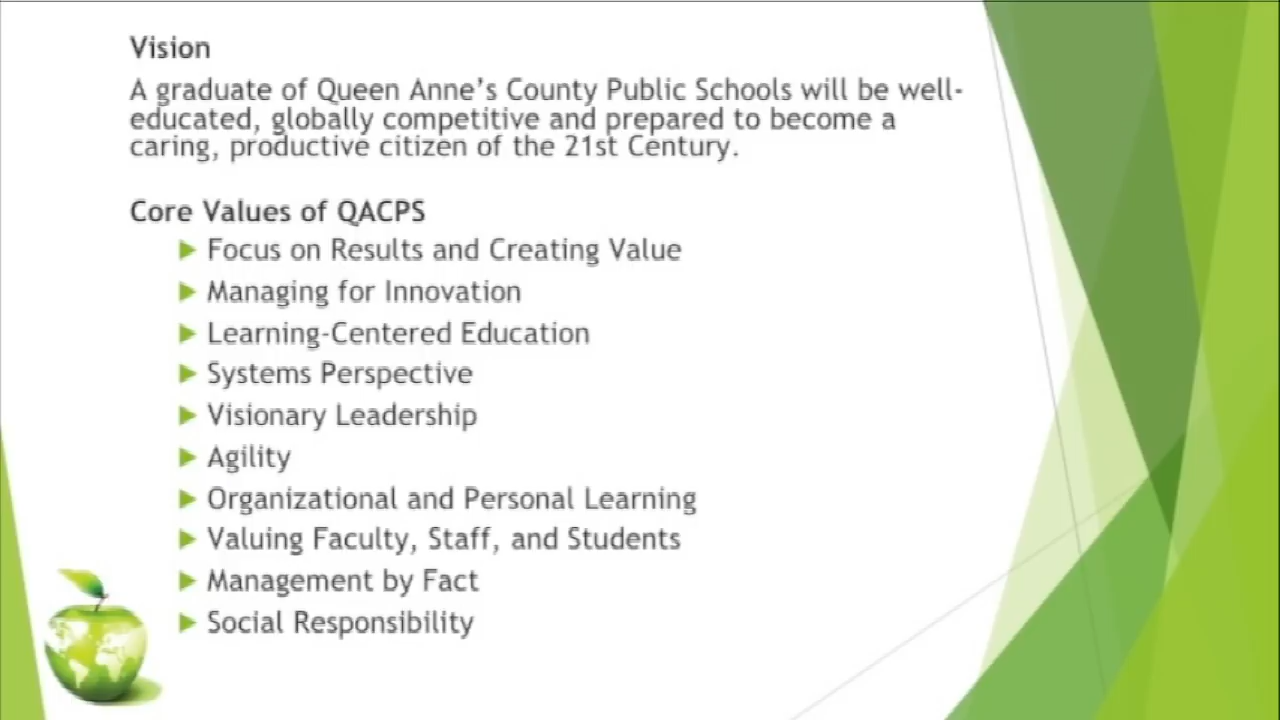 Vision
A graduate of Queen Anne's County Public Schools will be well-
educated, globally competitive and prepared to become a
caring, productive citizen of the 21st Century.
Core Values of QACPS
Focus on Results and Creating Value
Managing for Innovation
Learning-Centered Education
Systems Perspective
Visionary Leadership
Agility
Organizational and Personal Learning
Valuing Faculty, Staff, and Students
Management by Fact
Social Responsibility